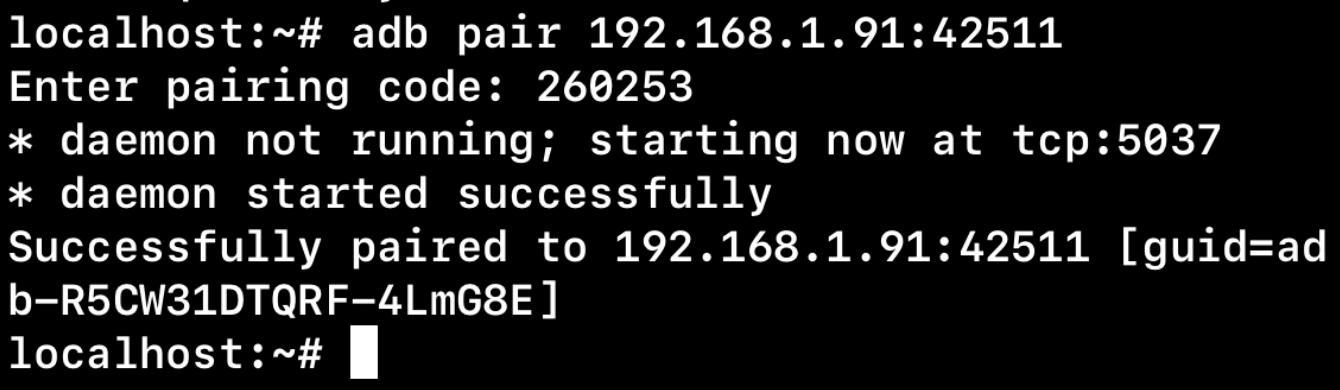 localhost:~# adb pair 192.168.1.91:42511
Enter pairing code: 260253
* daemon not running; starting now at tcp:5037
* daemon started successfully
Successfully paired to 192.168.1.91:42511 [guid=ad
b-R5CW31DTQRF-4LmG8E]
localhost:~#